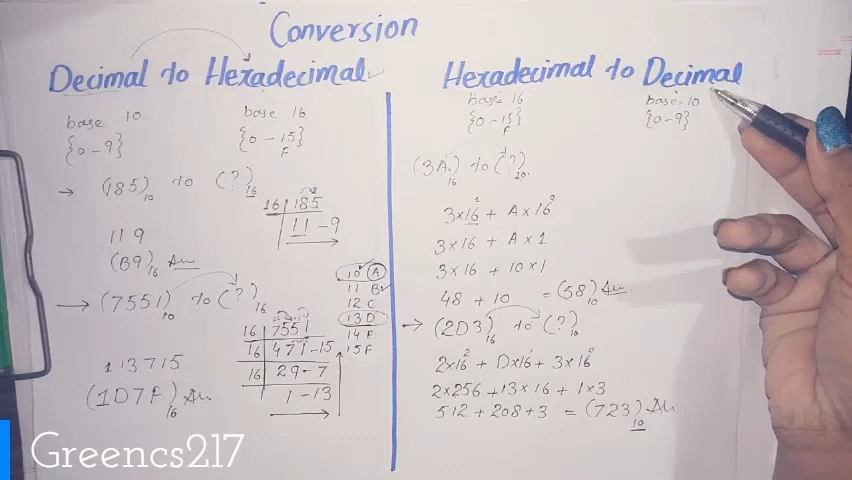 Conversion
Decimal to Hexadecimal
base 10
base 16
{0-9}
{0-15}
F
→ (185)₁₀ to (?)₁₆
16 | 185
11-9
11 9
(B9)₁₆ Ans
→ (7551)₁₀ to (?)₁₆
16 | 7551
16 | 471-15
16 | 29-7
1-13
1 13 7 15
(1D7F)₁₆ Ans
10 A
11 B
12 C
13 D
14 E
15 F
Hexadecimal to Decimal
base = 16
base = 10
{0-15}
F
{0-9}
(3A)₁₆ to (?)₁₀
3×16¹ + A×16⁰
3×16 + A×1
3×16 + 10×1
48 + 10 = (58)₁₀ Ans
→ (2D3)₁₆ to (?)₁₀
2×16² + D×16¹ + 3×16⁰
2×256 + 13×16 + 1×3
512 + 208 + 3 = (723)₁₀ Ans
Greencs217